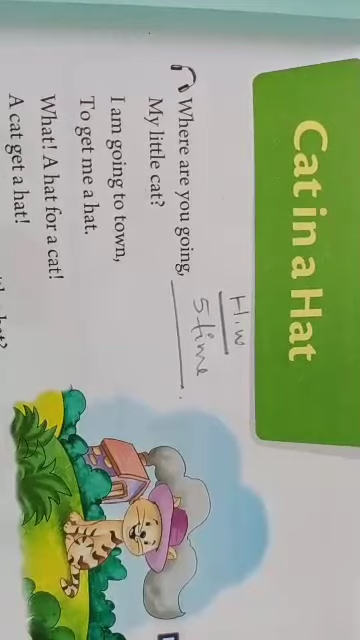 Cat in a Hat
H.w
5 time
Where are you going,
My little cat?
I am going to town,
To get me a hat.
What! A hat for a cat!
A cat get a hat!